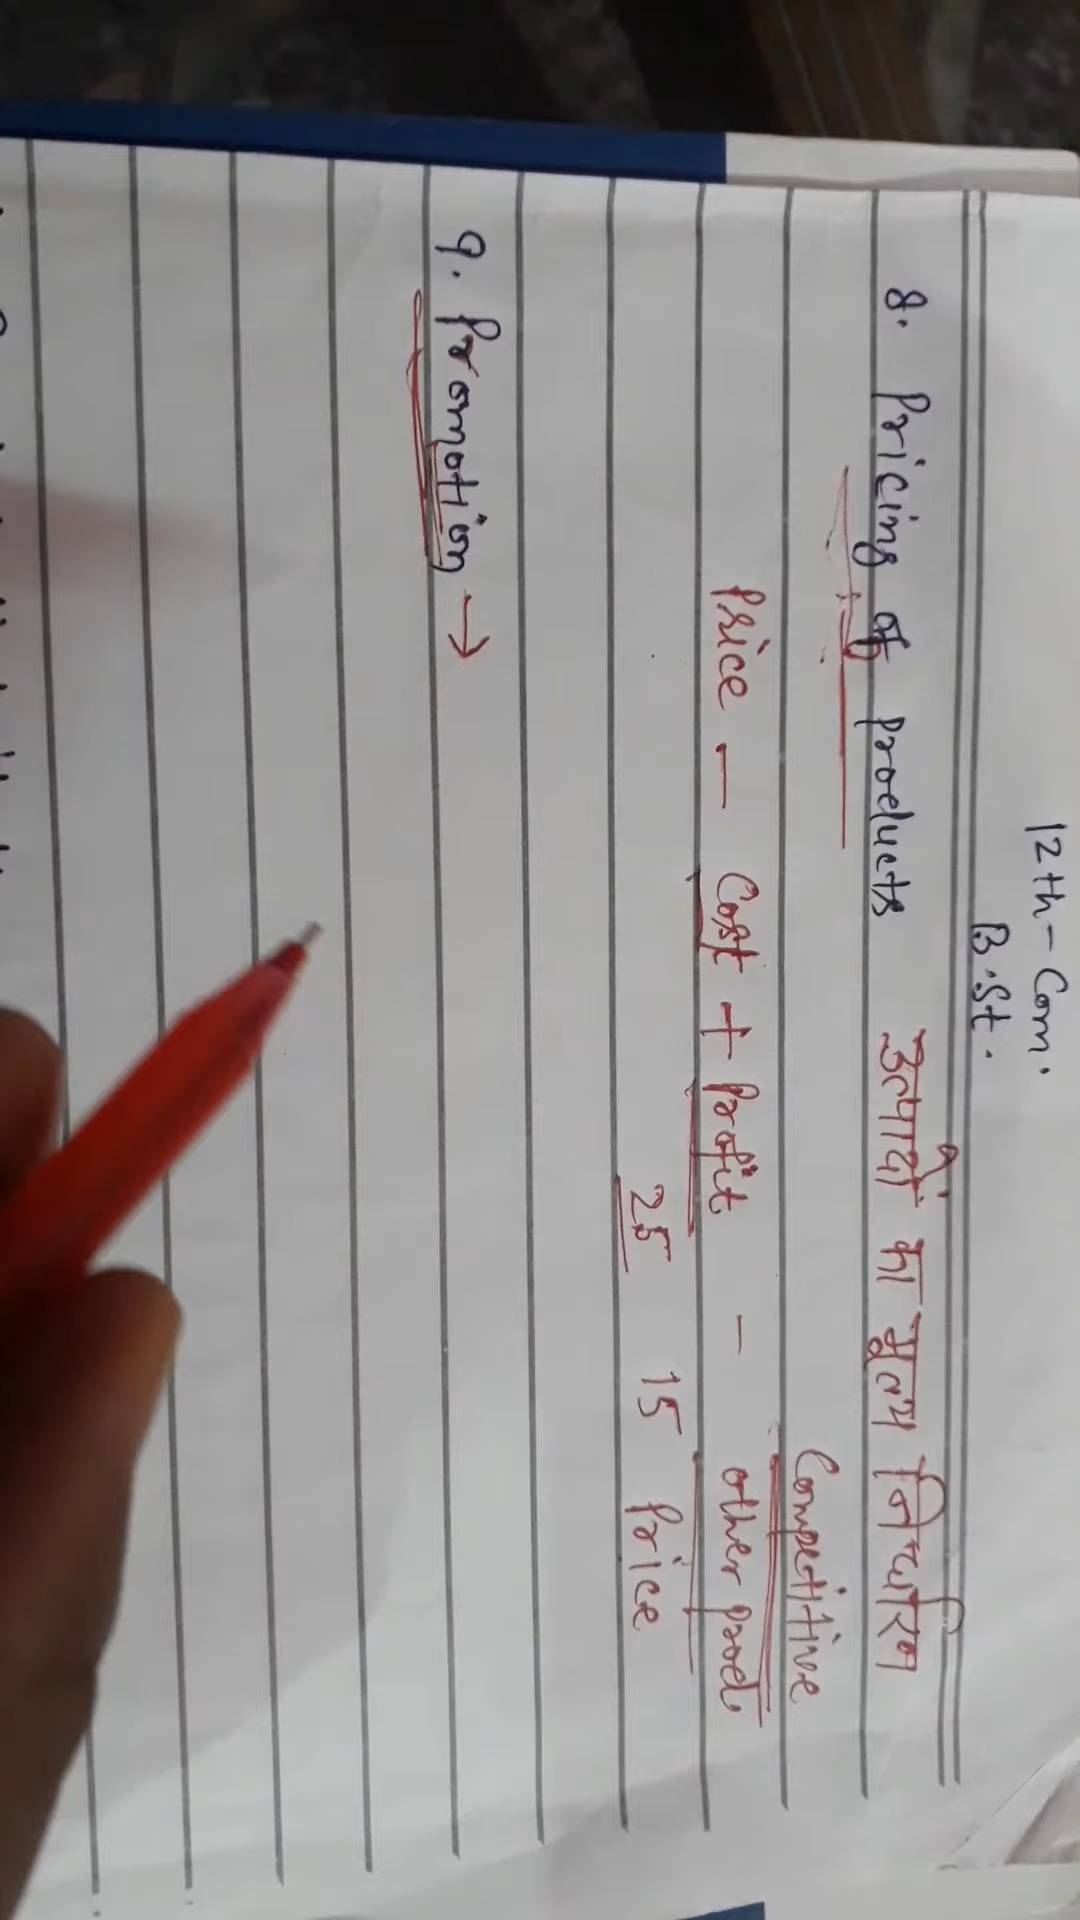 12th - Com.
B.St.
8. Pricing of products उत्पादों का मूल्य निर्धारण
Competitive
Price - Cost + Profit - other prod.
25 15 Price
9. Promotion →